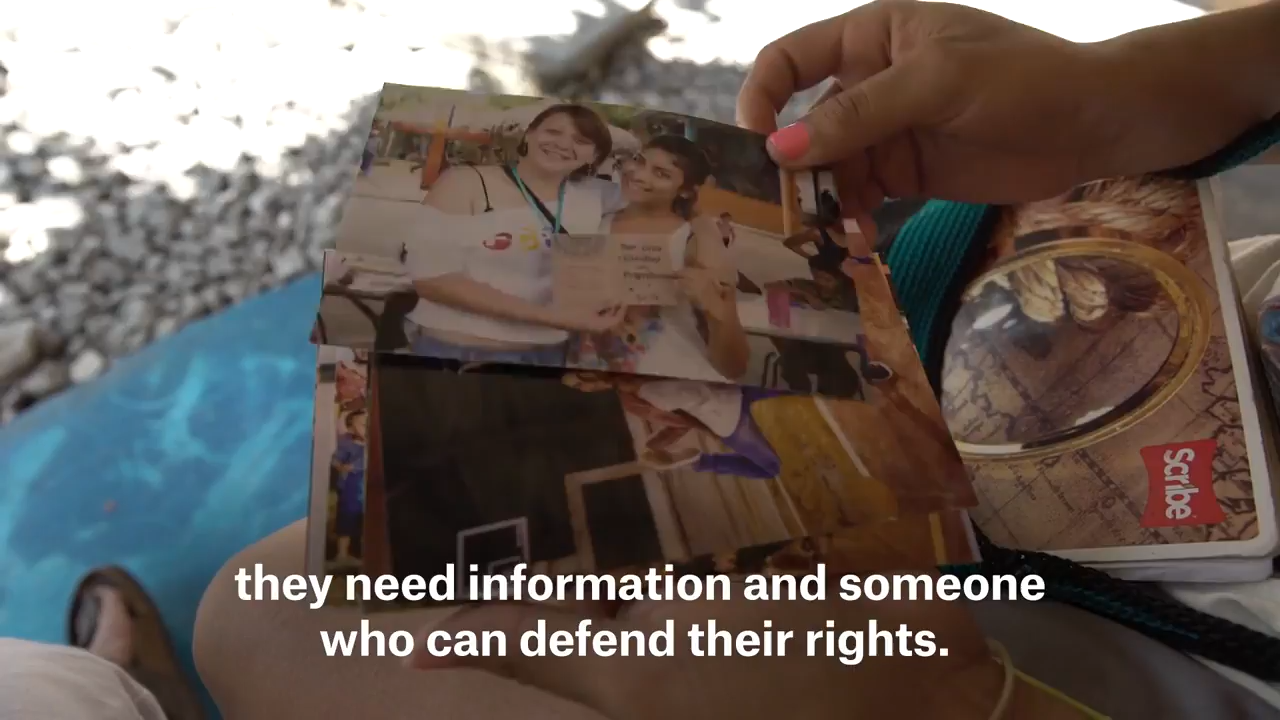 Scribe
they need information and someone
who can defend their rights.